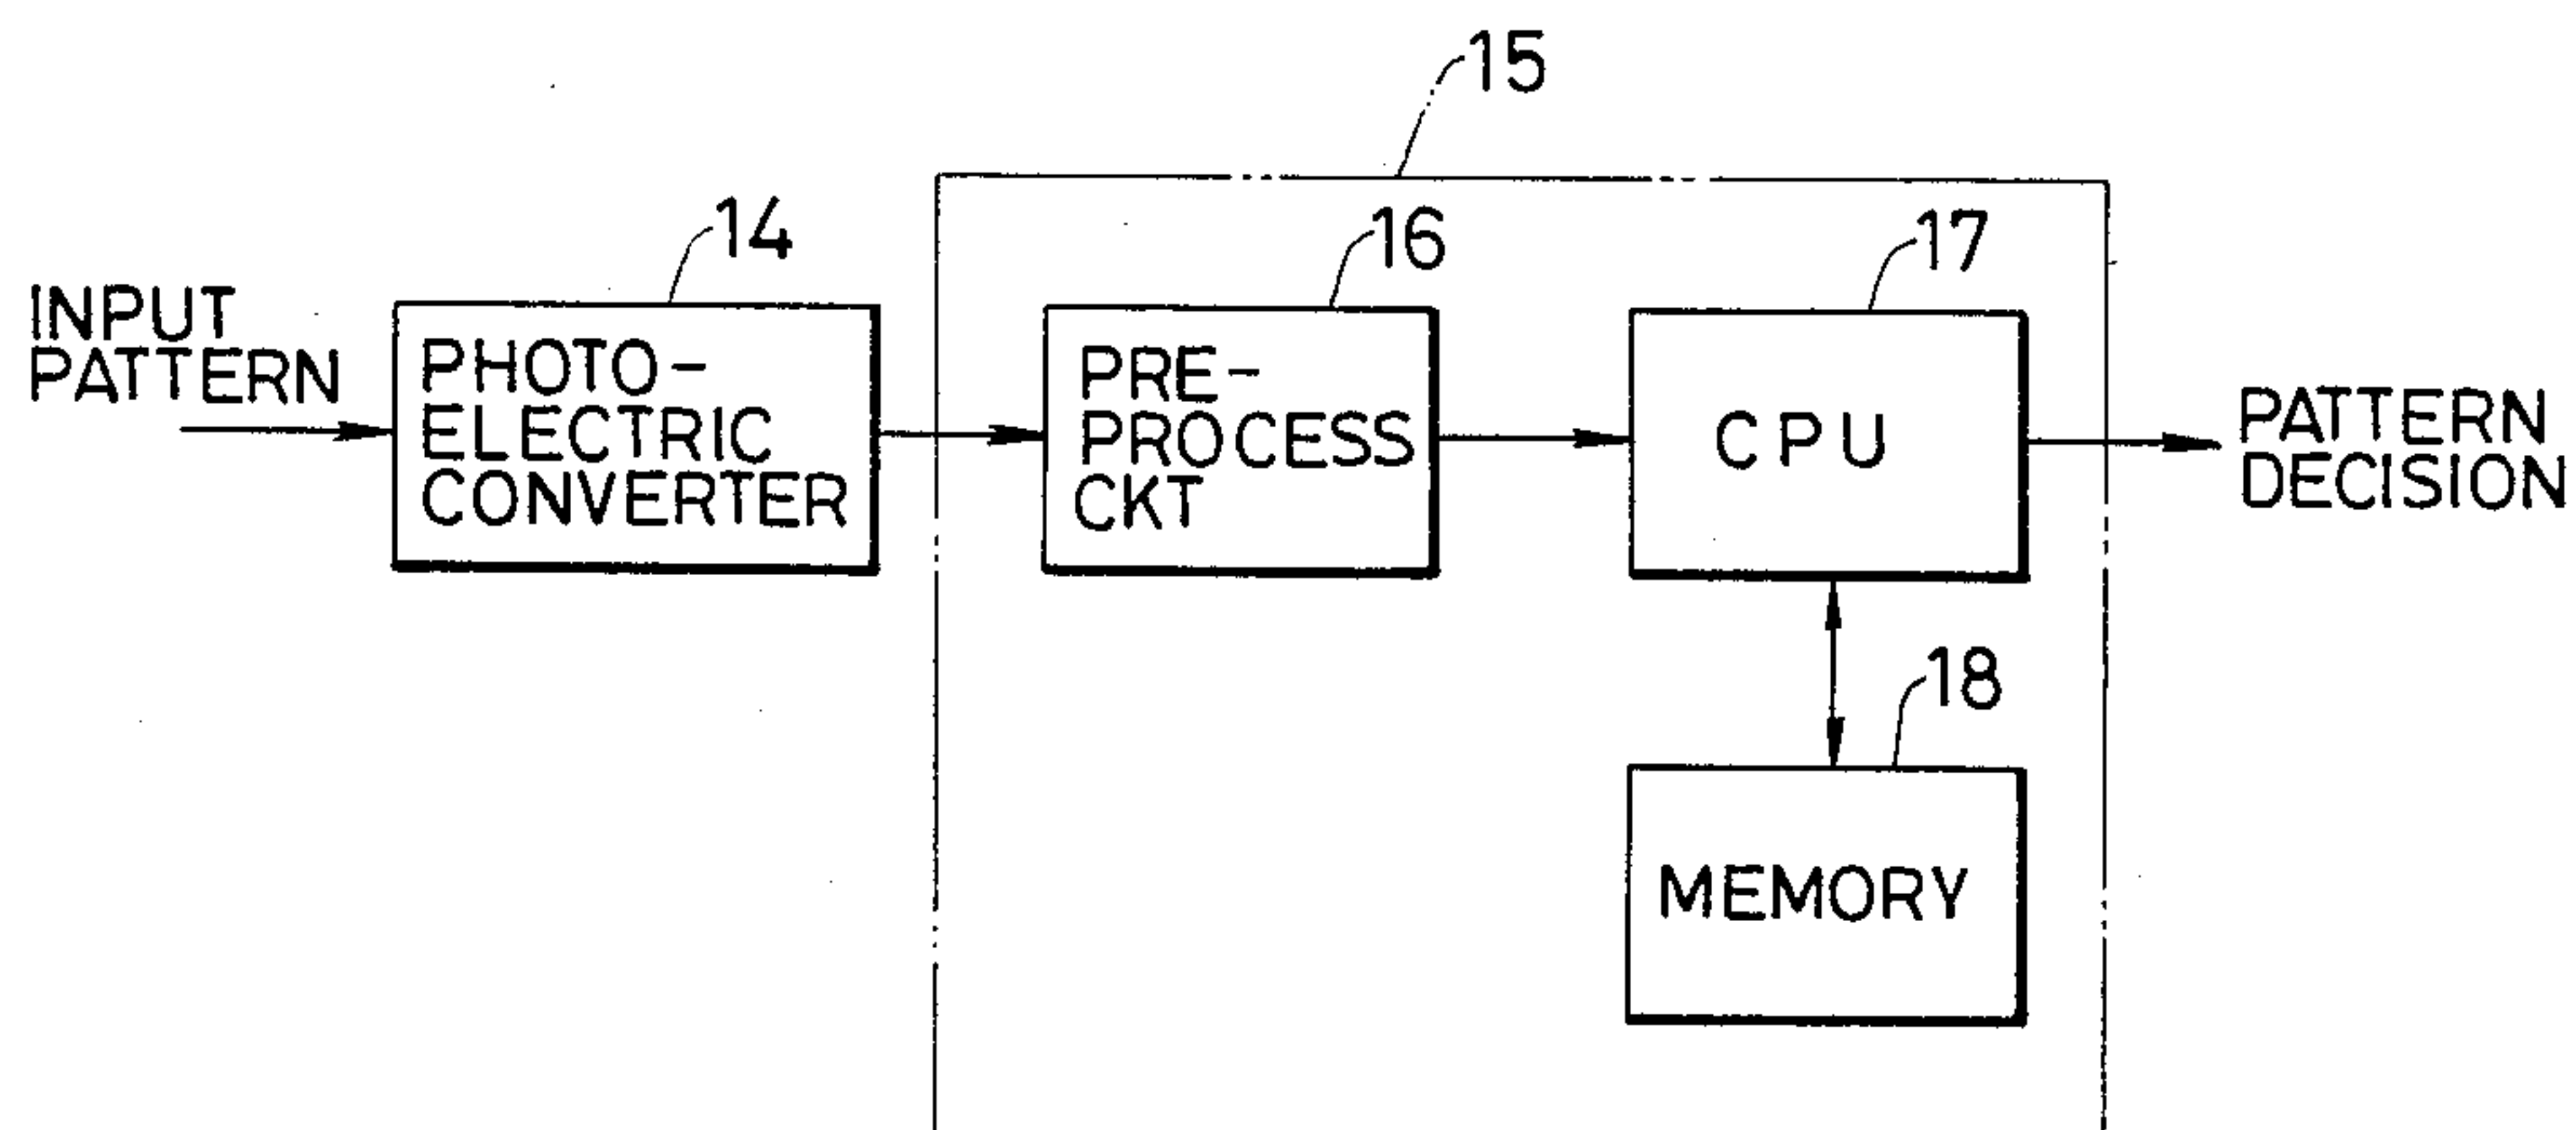 15
14
16
17
INPUT
PATTERN
PHOTO-
ELECTRIC
CONVERTER
PRE-
PROCESS
CKT
CPU
PATTERN
DECISION
18
MEMORY